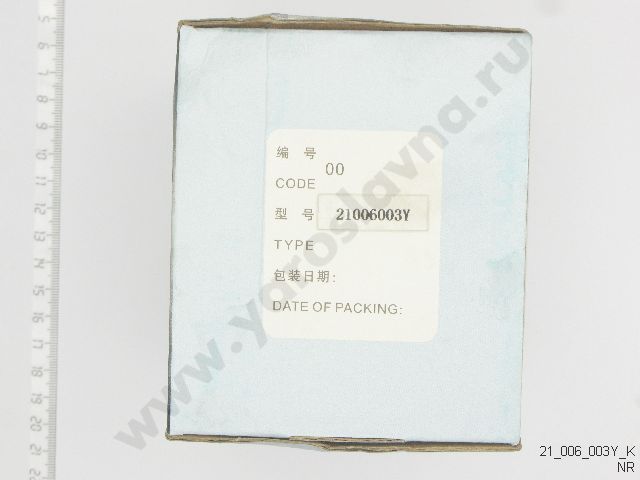 编 号
CODE 00
型 号 21006003Y
TYPE
包装日期:
DATE OF PACKING:
www.yaroslavna.ru
21_006_003Y_K
NR